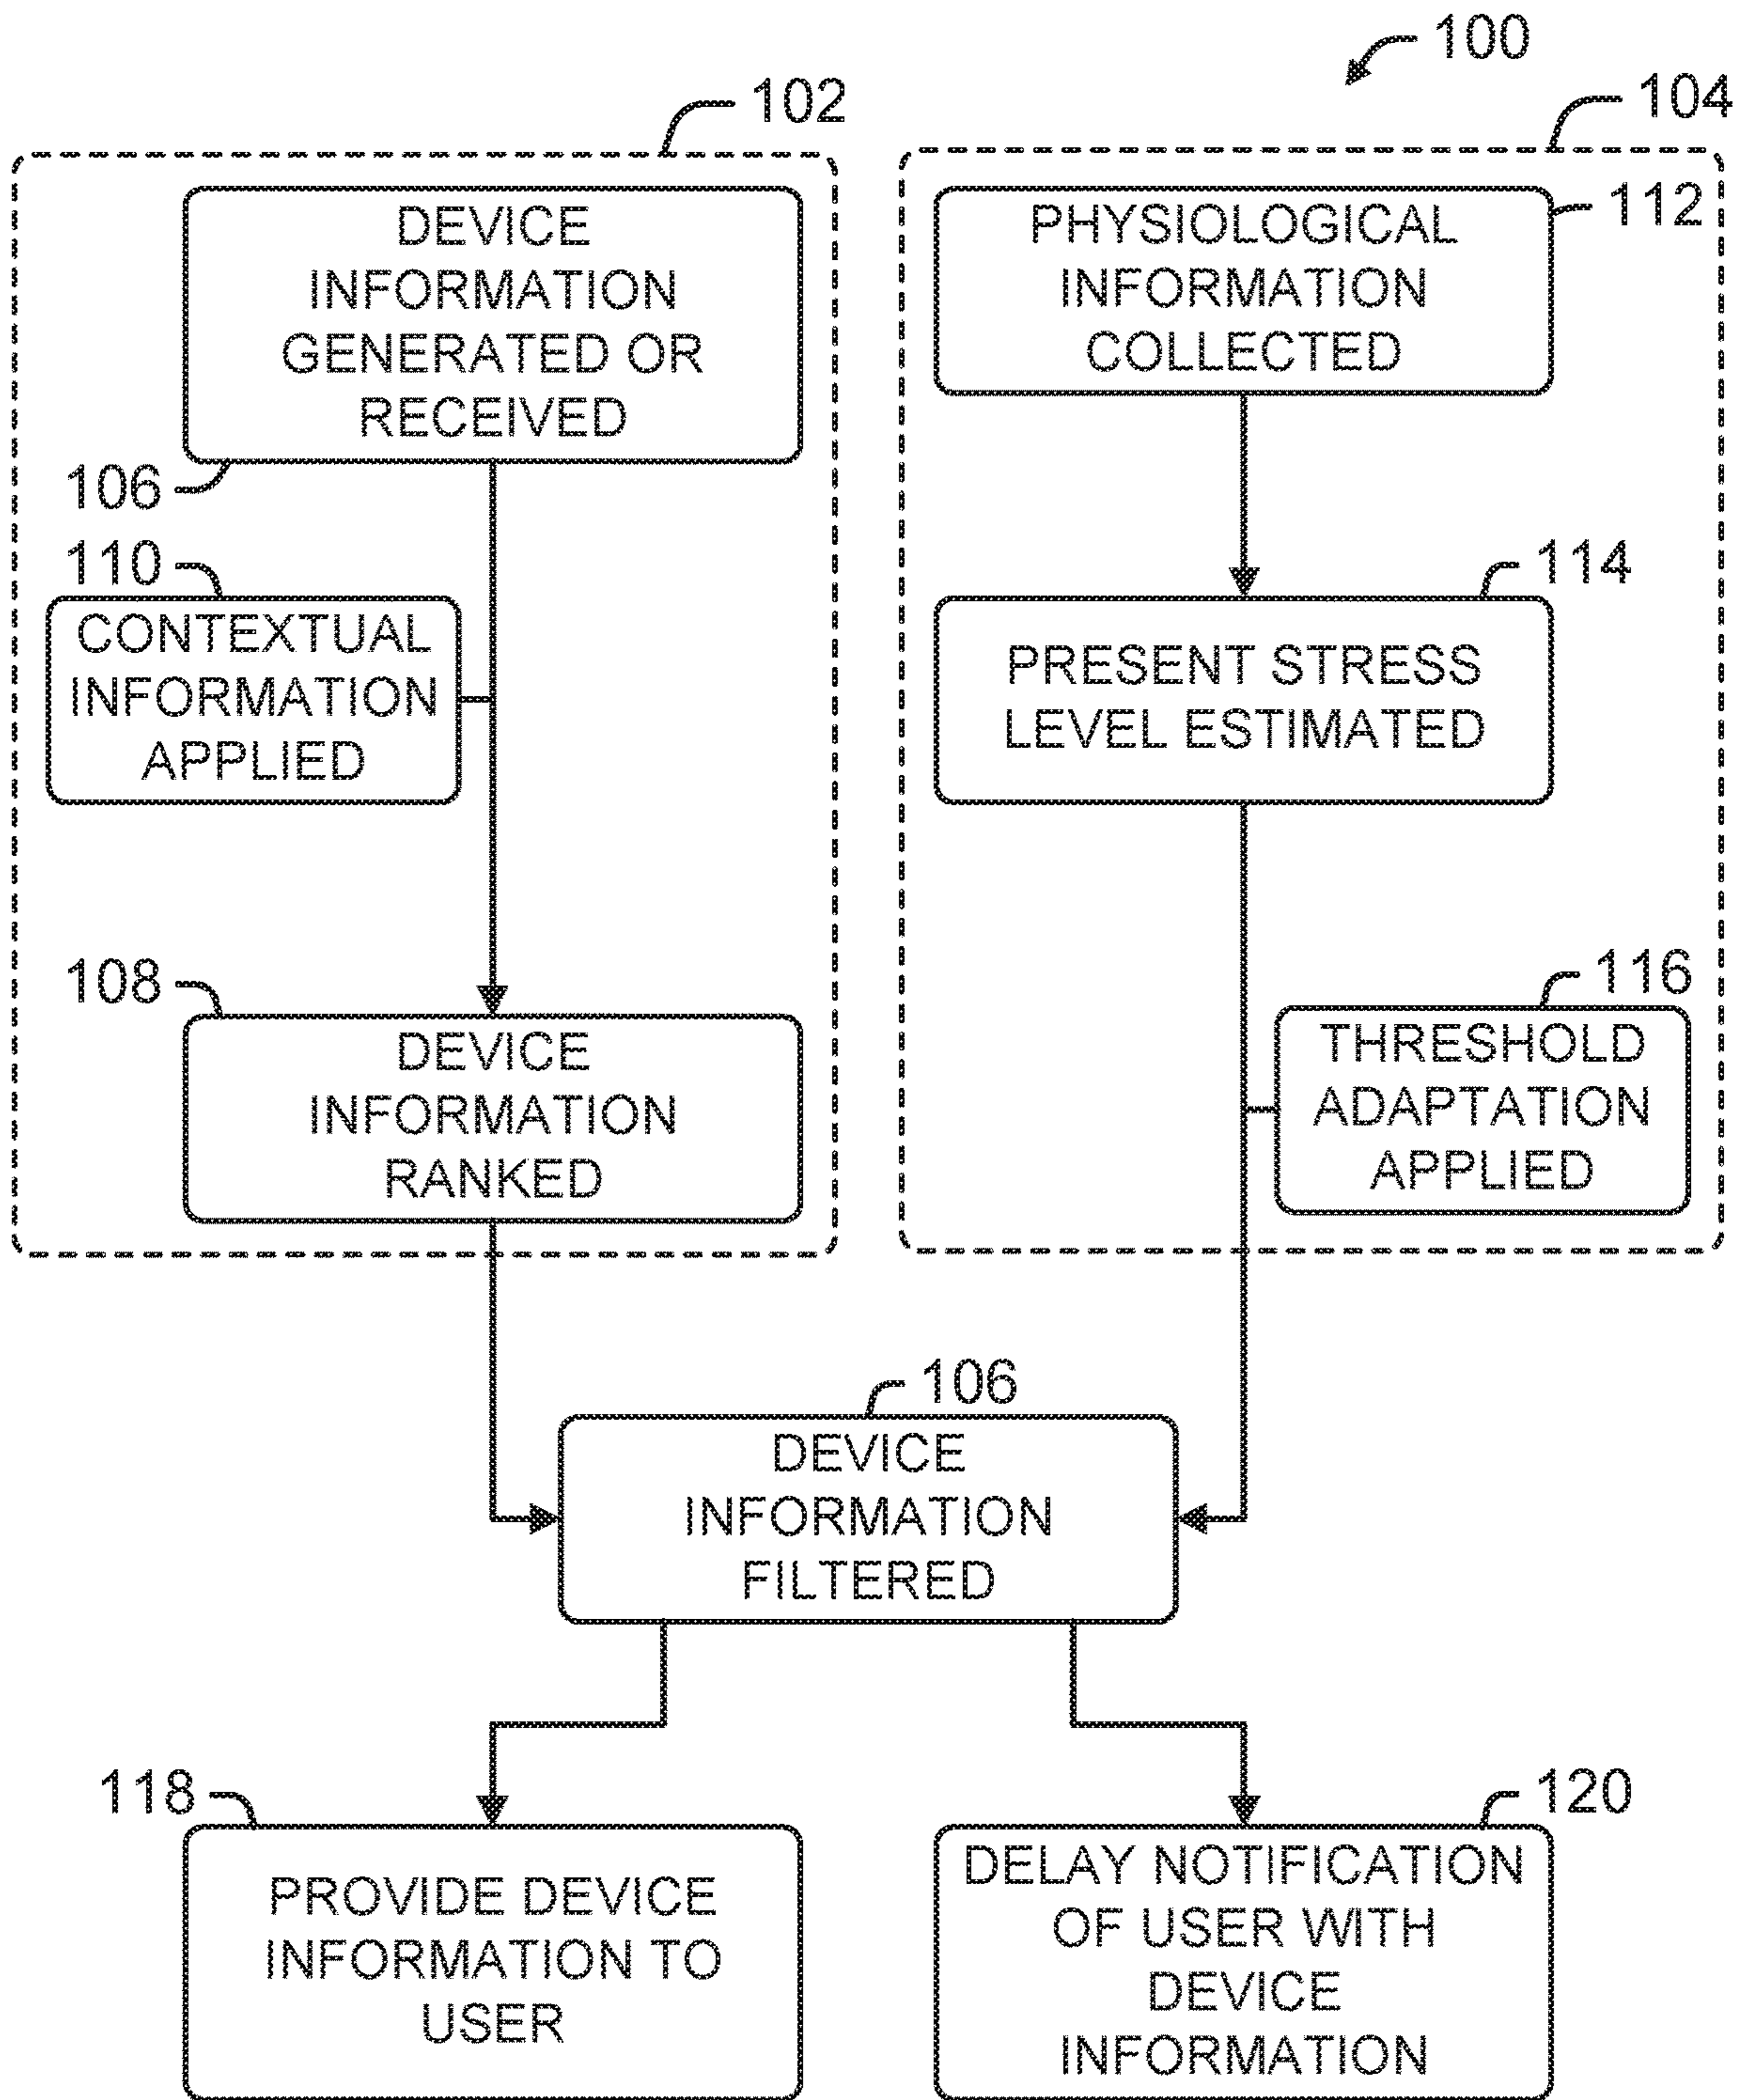 100
102
104
DEVICE
INFORMATION
GENERATED OR
RECEIVED
106
PHYSIOLOGICAL
INFORMATION
COLLECTED
112
110
CONTEXTUAL
INFORMATION
APPLIED
114
PRESENT STRESS
LEVEL ESTIMATED
108
DEVICE
INFORMATION
RANKED
116
THRESHOLD
ADAPTATION
APPLIED
106
DEVICE
INFORMATION
FILTERED
118
PROVIDE DEVICE
INFORMATION TO
USER
120
DELAY NOTIFICATION
OF USER WITH
DEVICE
INFORMATION